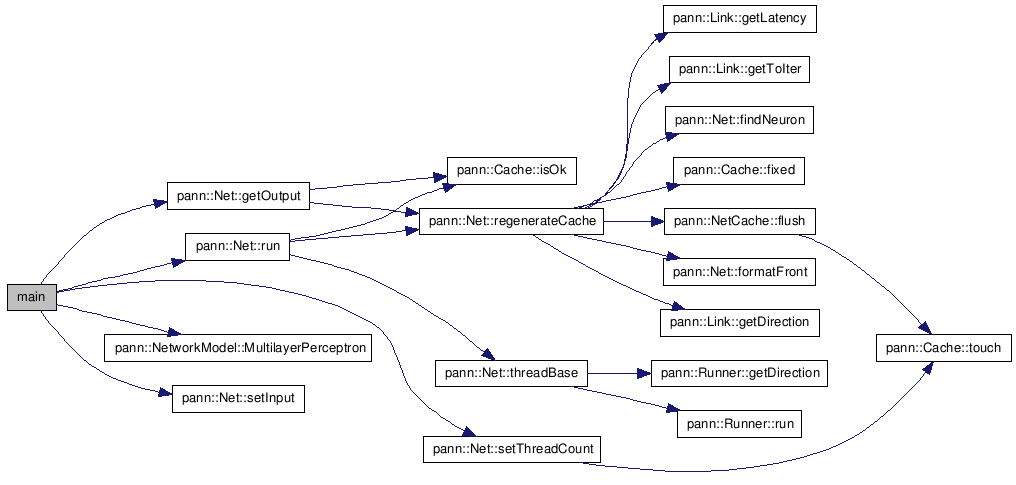 pann::Link::getLatency
pann::Link::getToIter
pann::Net::findNeuron
pann::Cache::isOk
pann::Cache::fixed
pann::Net::getOutput
pann::Net::regenerateCache
pann::NetCache::flush
pann::Net::run
pann::Net::formatFront
main
pann::Link::getDirection
pann::NetworkModel::MultilayerPerceptron
pann::Cache::touch
pann::Net::threadBase
pann::Runner::getDirection
pann::Net::setInput
pann::Runner::run
pann::Net::setThreadCount